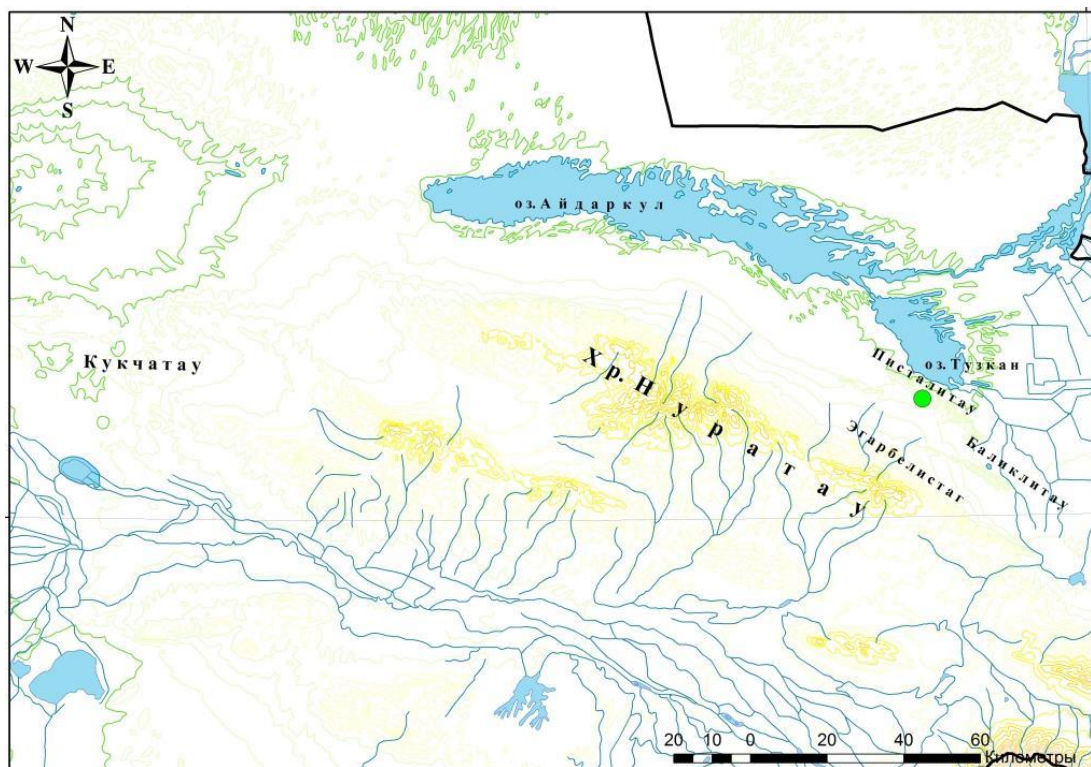 N
W E
S
оз. Айдаркул
Кукчатау
Хр. Нуратау
оз. Тузкан
Писталитау
Эгарбелистаг
Баликлитау
20 10 0 20 40 60
Километры